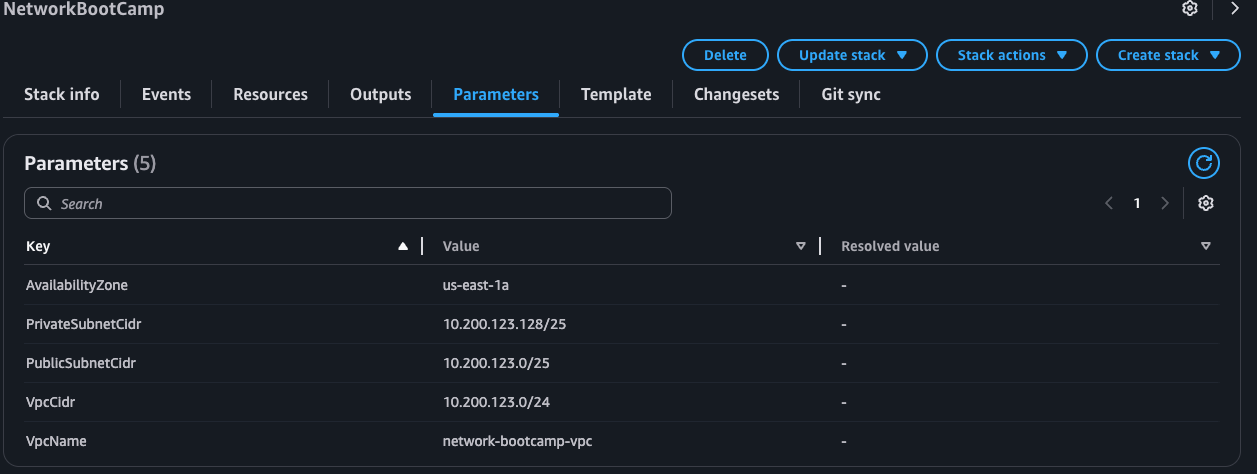 NetworkBootCamp
Delete Update stack Stack actions Create stack
Stack info Events Resources Outputs Parameters Template Changesets Git sync
Parameters (5)
Search 1
Key Value Resolved value
AvailabilityZone us-east-1a -
PrivateSubnetCidr 10.200.123.128/25 -
PublicSubnetCidr 10.200.123.0/25 -
VpcCidr 10.200.123.0/24 -
VpcName network-bootcamp-vpc -